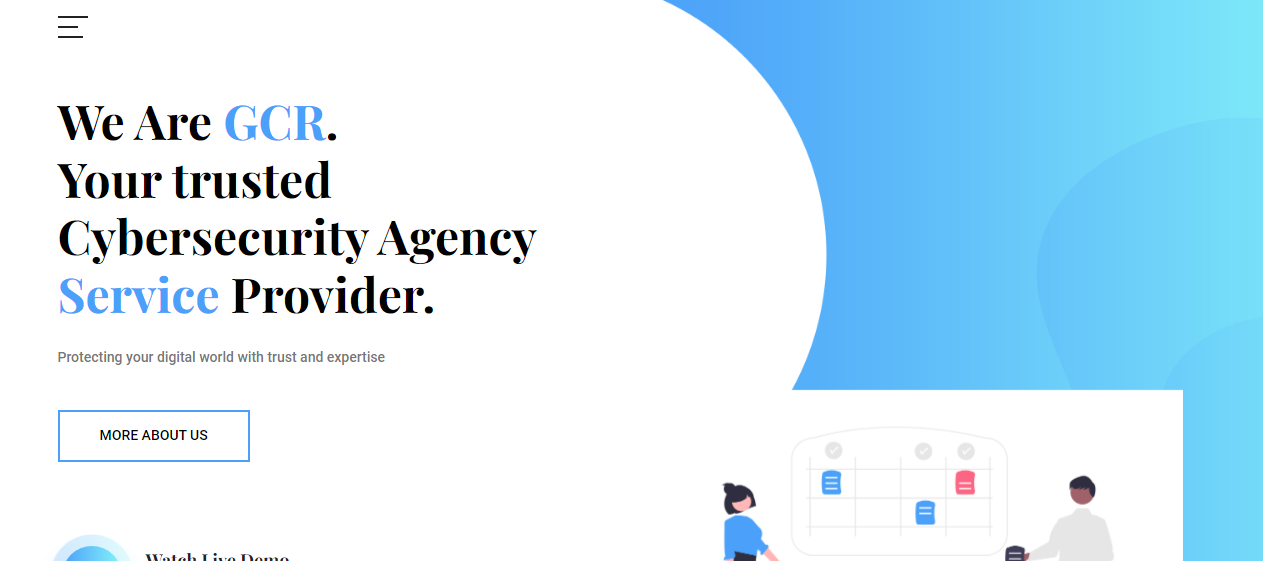 We Are GCR.
Your trusted
Cybersecurity Agency
Service Provider.
Protecting your digital world with trust and expertise
MORE ABOUT US
Watch Live Demo